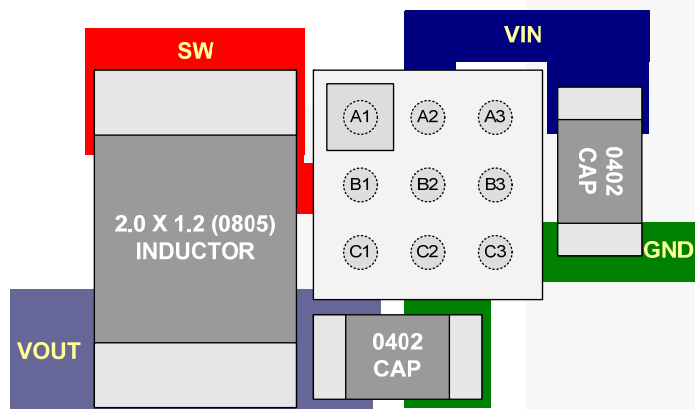 SW
VIN
A1 A2 A3
0402
CAP
B1 B2 B3
2.0 X 1.2 (0805)
INDUCTOR
C1 C2 C3
GND
VOUT
0402
CAP